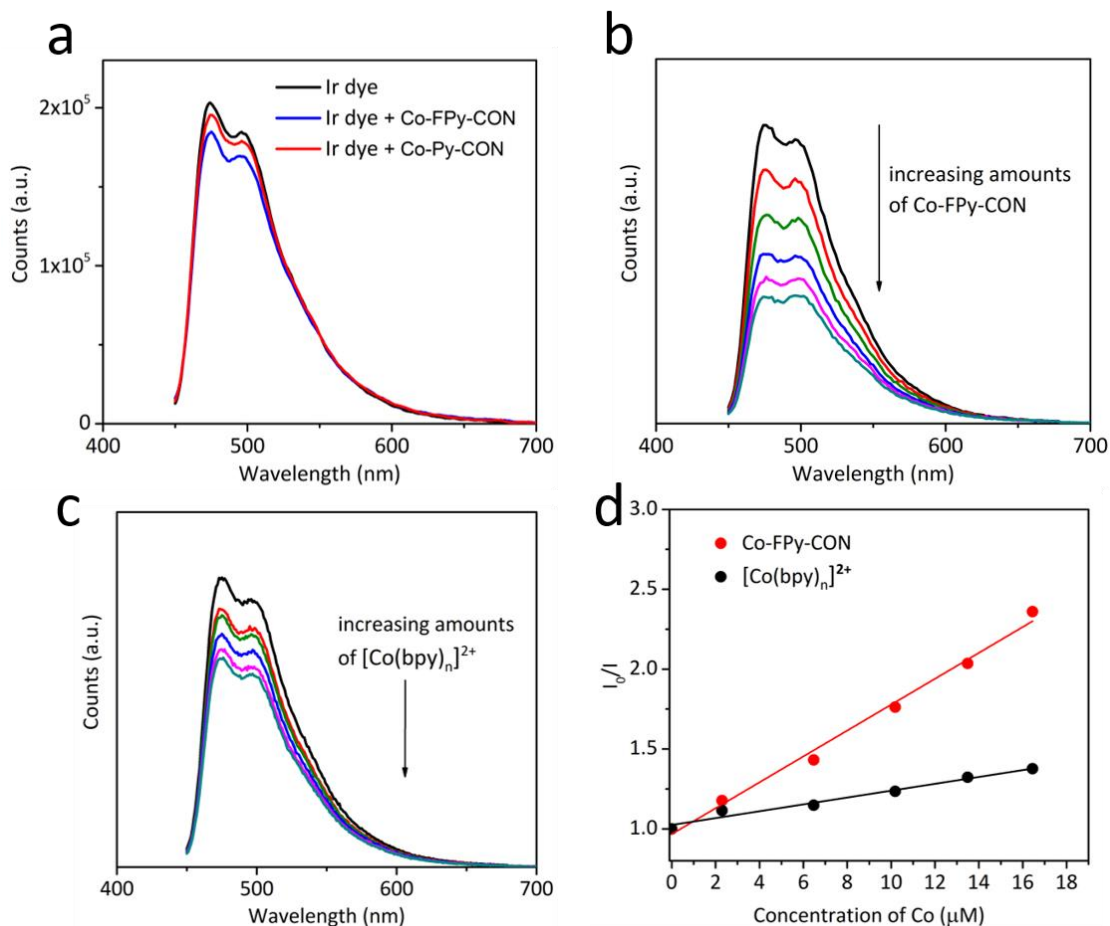 a
2x10⁵
1x10⁵
0
Counts (a.u.)
Ir dye
Ir dye + Co-FPy-CON
Ir dye + Co-Py-CON
400 500 600 700
Wavelength (nm)
b
Counts (a.u.)
increasing amounts
of Co-FPy-CON
400 500 600 700
Wavelength (nm)
c
Counts (a.u.)
increasing amounts
of [Co(bpy)ₙ]²⁺
400 500 600 700
Wavelength (nm)
d
3.0
2.5
2.0
1.5
1.0
I₀/I
Co-FPy-CON
[Co(bpy)ₙ]²⁺
0 2 4 6 8 10 12 14 16 18
Concentration of Co (μM)